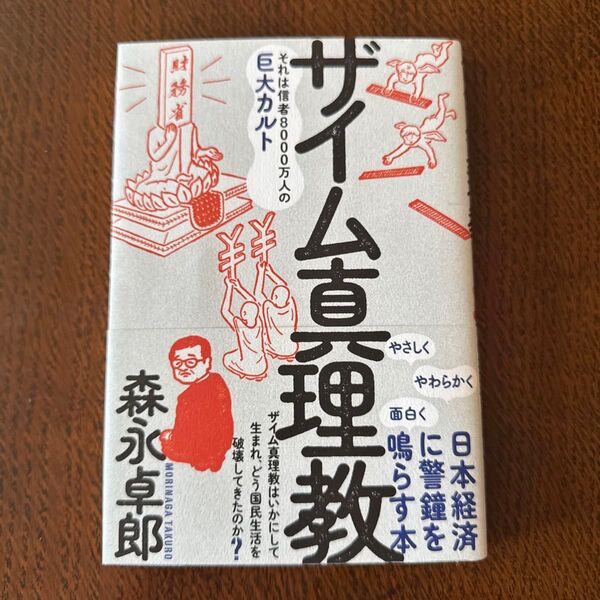 ザイム真理教
それは信者8000万人の
巨大カルト
財務省
やさしく
やわらかく
面白く
日本経済
に警鐘を
鳴らす本
ザイム真理教はいかにして
生まれ、どう国民生活を
破壊してきたのか?
森永卓郎
MORINAGA TAKURO